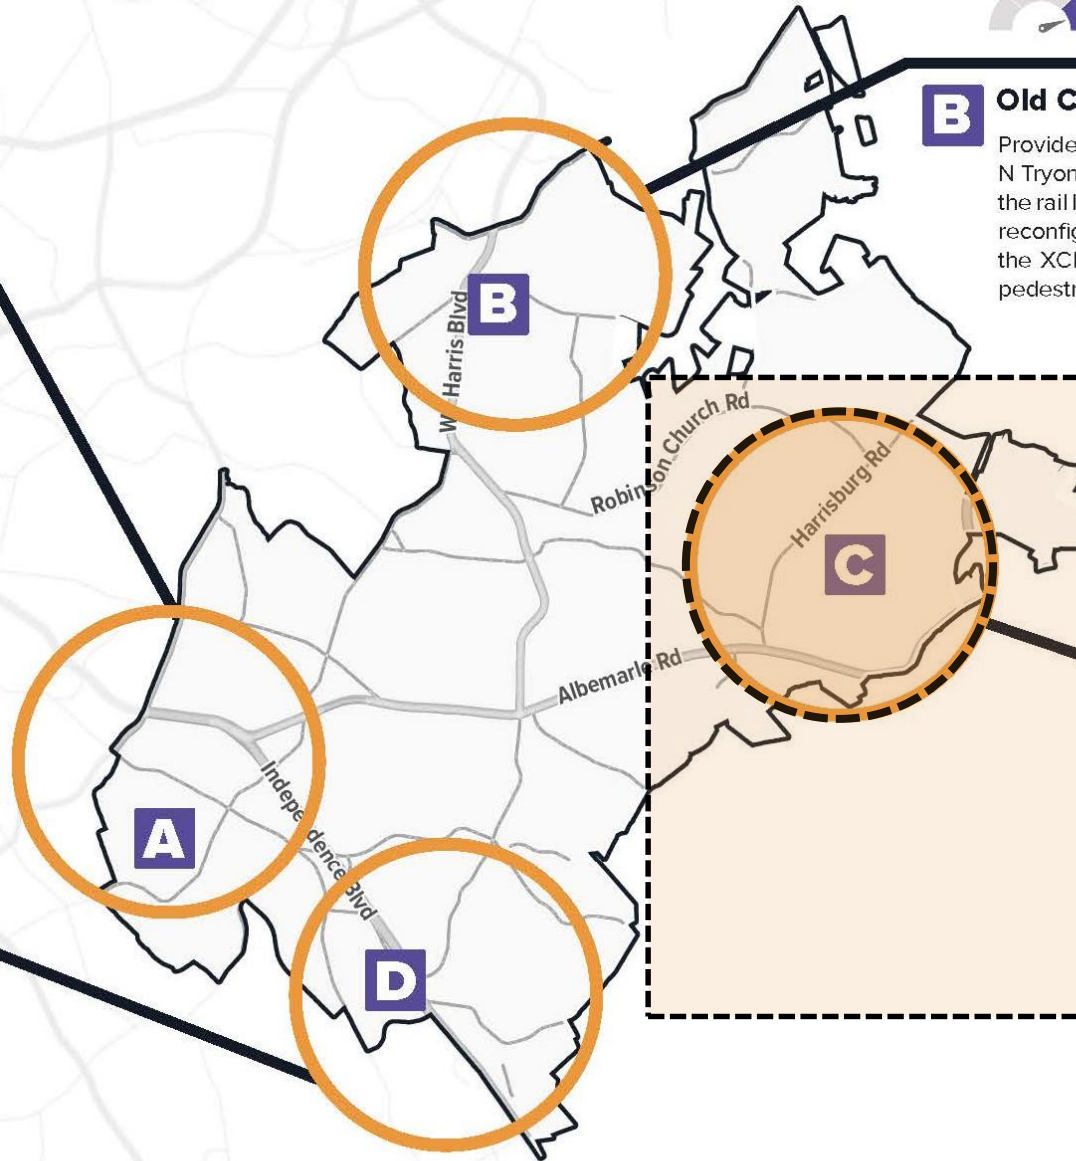 B
Old C
Provide
N Tryon
the rail l
reconfig
the XCL
pedestr
B
W. Harris Blvd
Robinson Church Rd
Harrisburg Rd
C
Albemarle Rd
Independence Blvd
A
D